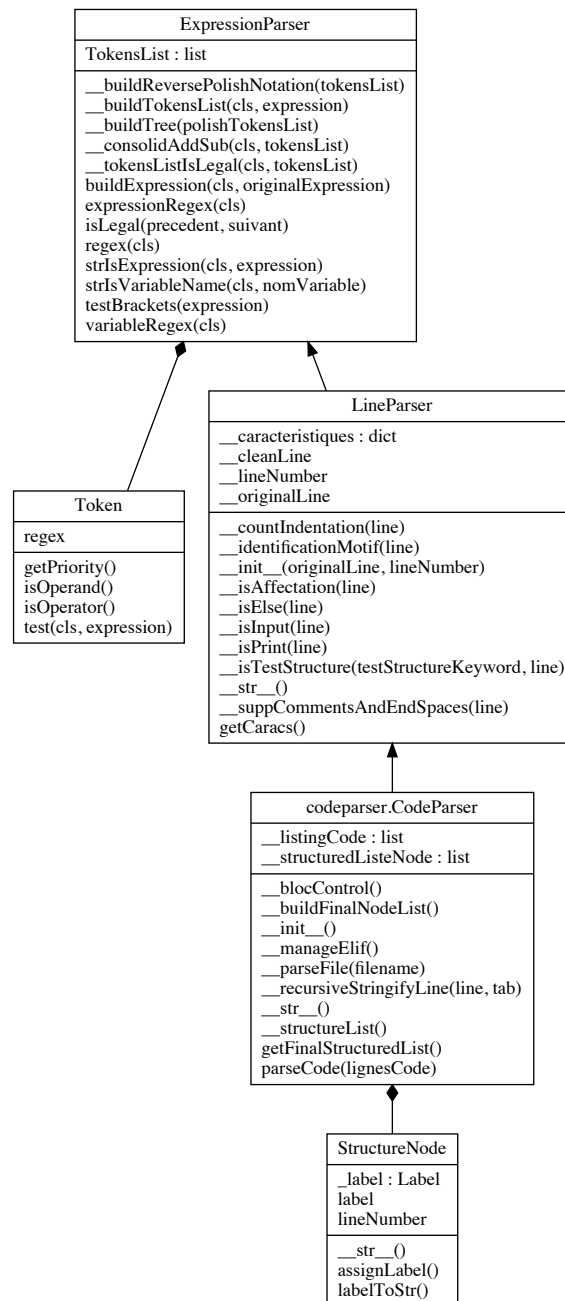 ExpressionParser
TokensList : list
__buildReversePolishNotation(tokensList)
__buildTokensList(cls, expression)
__buildTree(polishTokensList)
__consolidAddSub(cls, tokensList)
__tokensListIsLegal(cls, tokensList)
buildExpression(cls, originalExpression)
expressionRegex(cls)
isLegal(precedent, suivant)
regex(cls)
strIsExpression(cls, expression)
strIsVariableName(cls, nomVariable)
testBrackets(expression)
variableRegex(cls)
LineParser
__caracteristiques : dict
__cleanLine
__lineNumber
__originalLine
__countIndentation(line)
__identificationMotif(line)
__init__(originalLine, lineNumber)
__isAffectation(line)
__isElse(line)
__isInput(line)
__isPrint(line)
__isTestStructure(testStructureKeyword, line)
__str__()
__suppCommentsAndEndSpaces(line)
getCaracs()
Token
regex
getPriority()
isOperand()
isOperator()
test(cls, expression)
codeparser.CodeParser
__listingCode : list
__structuredListeNode : list
__blocControl()
__buildFinalNodeList()
__init__()
__manageElif()
__parseFile(filename)
__recursiveStringifyLine(line, tab)
__str__()
__structureList()
getFinalStructuredList()
parseCode(lignesCode)
StructureNode
_label : Label
label
lineNumber
__str__()
assignLabel()
labelToStr()